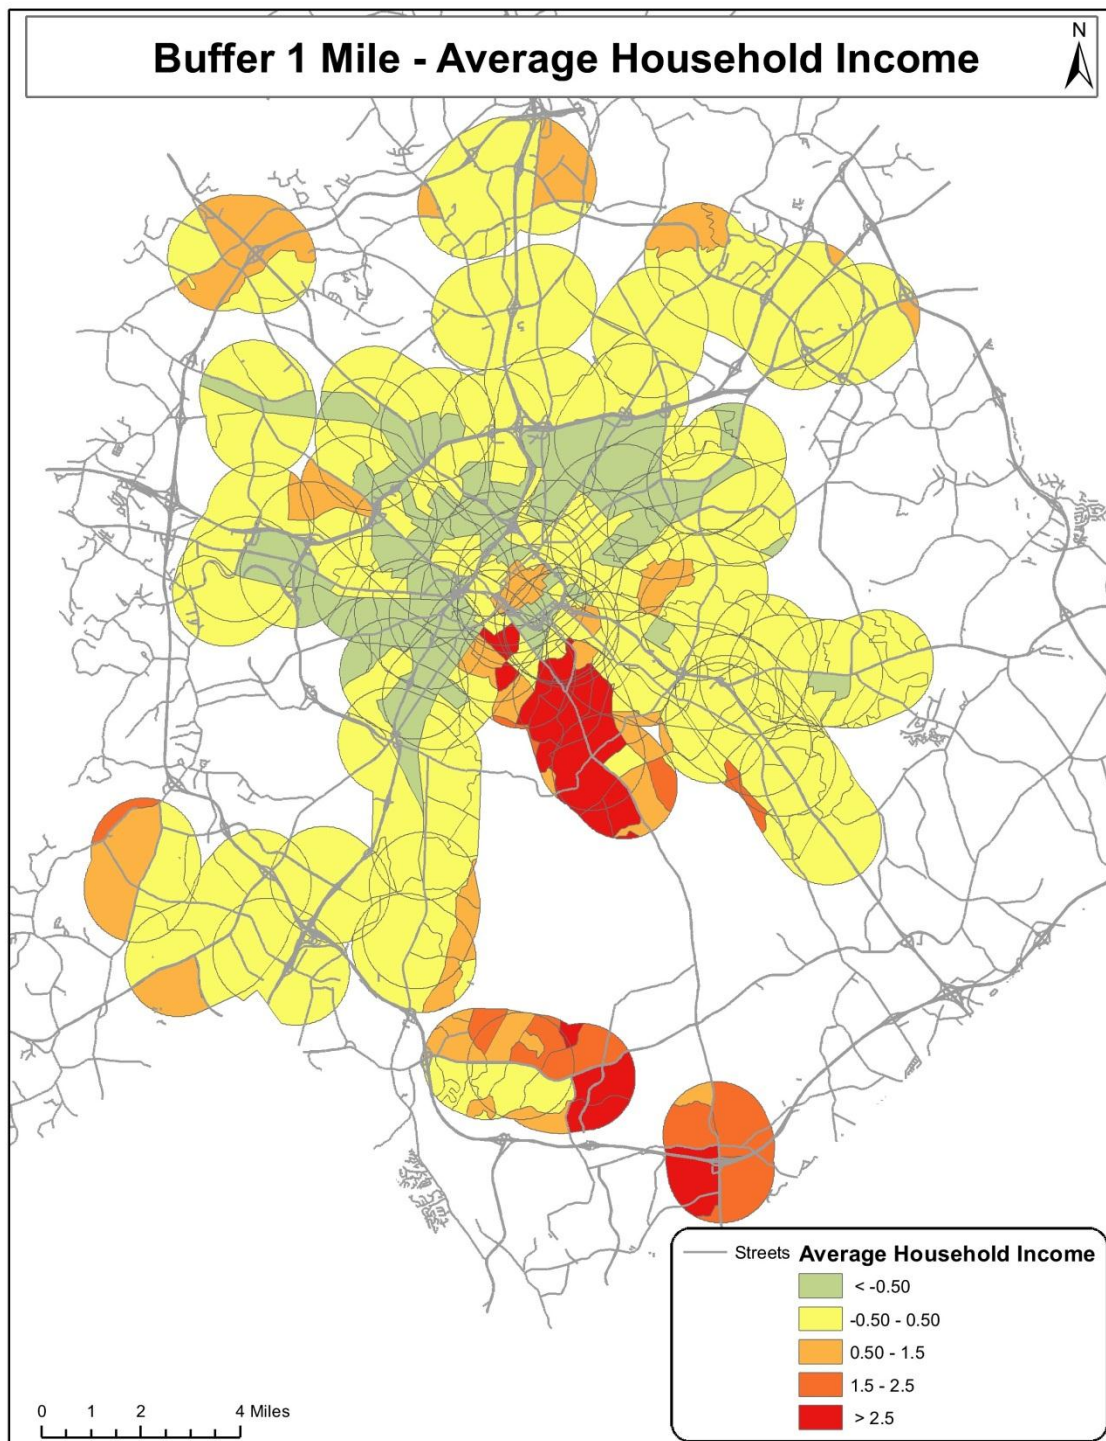 Buffer 1 Mile - Average Household Income
N
Streets Average Household Income
< -0.50
-0.50 - 0.50
0.50 - 1.5
1.5 - 2.5
> 2.5
0 1 2 4 Miles